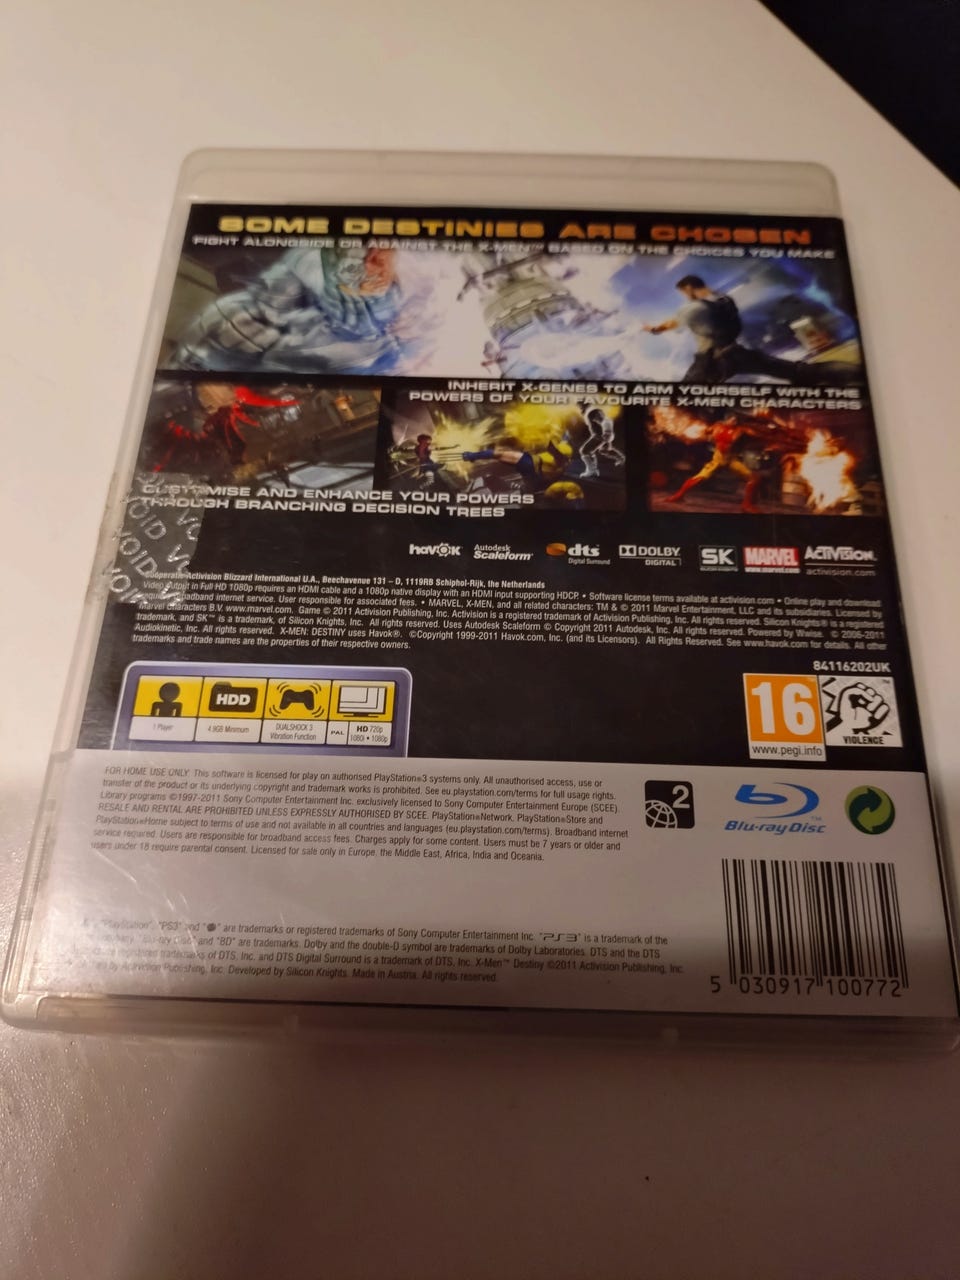 SOME DESTINIES ARE CHOSEN
FIGHT ALONGSIDE OR AGAINST THE X-MEN™ BASED ON THE CHOICES YOU MAKE
INHERIT X-GENES TO ARM YOURSELF WITH THE
POWERS OF YOUR FAVOURITE X-MEN CHARACTERS
CUSTOMISE AND ENHANCE YOUR POWERS
THROUGH BRANCHING DECISION TREES
VOID
VOID
havok Autodesk Scaleform dts Digital Surround DOLBY DIGITAL SK MARVEL www.marvel.com ACTIVISION. activision.com
Activision Blizzard International U.A., Beechavenue 131 – D, 1119RB Schiphol-Rijk, the Netherlands
Video Output in Full HD 1080p requires an HDMI cable and a 1080p native display with an HDMI input supporting HDCP. • Software license terms available at activision.com • Online play and download
broadband internet service. User responsible for associated fees. • MARVEL, X-MEN, and all related characters: TM & © 2011 Marvel Entertainment, LLC and its subsidiaries. Licensed by
Marvel Characters B.V. www.marvel.com. Game © 2011 Activision Publishing, Inc. Activision is a registered trademark of Activision Publishing, Inc. All rights reserved. Silicon Knights® is a registered
trademark, and SK™ is a trademark, of Silicon Knights, Inc. All rights reserved. Uses Autodesk Scaleform © Copyright 2011 Autodesk, Inc. All rights reserved. Powered by Wwise. © 2006-2011
Audiokinetic, Inc. All rights reserved. X-MEN: DESTINY uses Havok®. ©Copyright 1999-2011 Havok.com, Inc. (and its Licensors). All Rights Reserved. See www.havok.com for details. All other
trademarks and trade names are the properties of their respective owners.
84116202UK
HDD
1 Player
4.9GB Minimum
DUALSHOCK 3
Vibration Function
PAL
HD 720p
1080i • 1080p
16
www.pegi.info
VIOLENCE
FOR HOME USE ONLY. This software is licensed for play on authorised PlayStation®3 systems only. All unauthorised access, use or
transfer of the product or its underlying copyright and trademark works is prohibited. See eu.playstation.com/terms for full usage rights.
Library programs ©1997-2011 Sony Computer Entertainment Inc. exclusively licensed to Sony Computer Entertainment Europe (SCEE).
RESALE AND RENTAL ARE PROHIBITED UNLESS EXPRESSLY AUTHORISED BY SCEE. PlayStation®Network, PlayStation®Store and
PlayStation®Home subject to terms of use and not available in all countries and languages (eu.playstation.com/terms). Broadband internet
service required. Users are responsible for broadband access fees. Charges apply for some content. Users must be 7 years or older and
users under 18 require parental consent. Licensed for sale only in Europe, the Middle East, Africa, India and Oceania.
2
Blu-ray Disc™
"PlayStation", "PS3" and " " are trademarks or registered trademarks of Sony Computer Entertainment Inc. "PS3" is a trademark of the
"Blu-ray Disc" and "BD" are trademarks. Dolby and the double-D symbol are trademarks of Dolby Laboratories. DTS and the DTS
registered trademarks of DTS, Inc. and DTS Digital Surround is a trademark of DTS, Inc. X-Men™ Destiny ©2011 Activision Publishing, Inc.
by Activision Publishing, Inc. Developed by Silicon Knights. Made in Austria. All rights reserved.
5 030917 100772